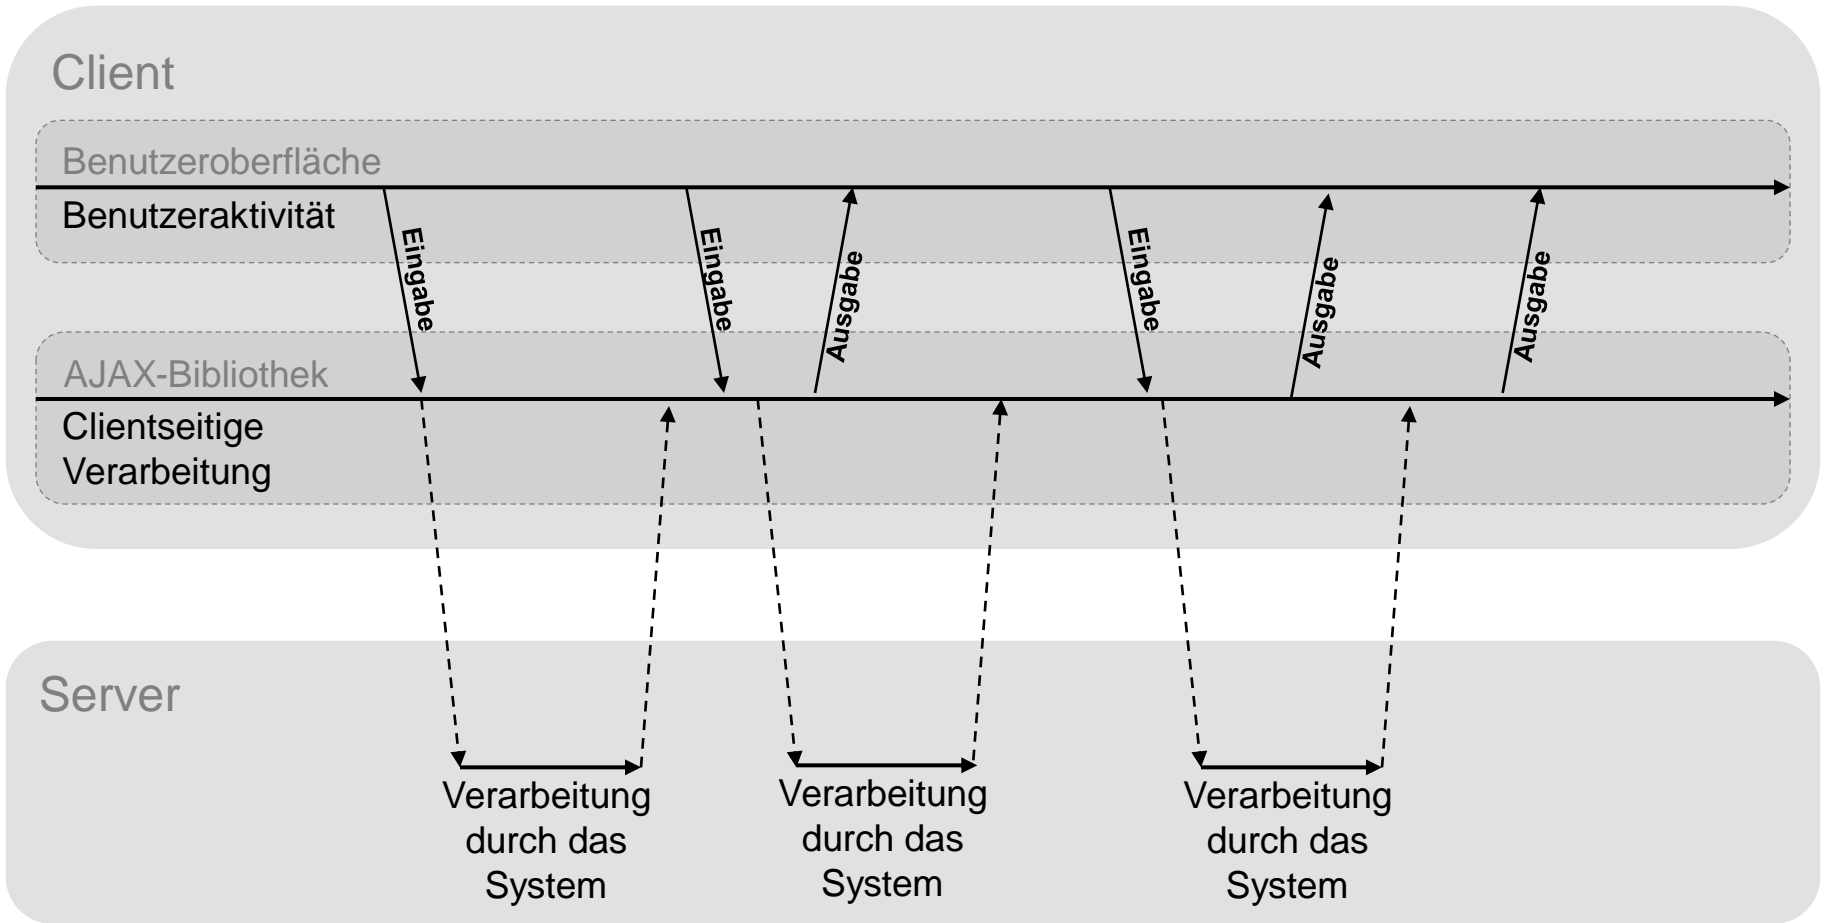 Client
Benutzeroberfläche
Benutzeraktivität
Eingabe
Eingabe
Ausgabe
Eingabe
Ausgabe
Ausgabe
AJAX-Bibliothek
Clientseitige
Verarbeitung
Server
Verarbeitung
durch das
System
Verarbeitung
durch das
System
Verarbeitung
durch das
System